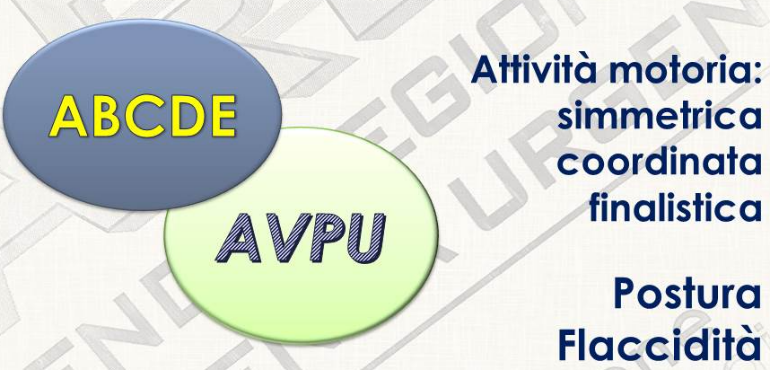 ABCDE
AVPU
Attività motoria:
simmetrica
coordinata
finalistica
Postura
Flaccidità